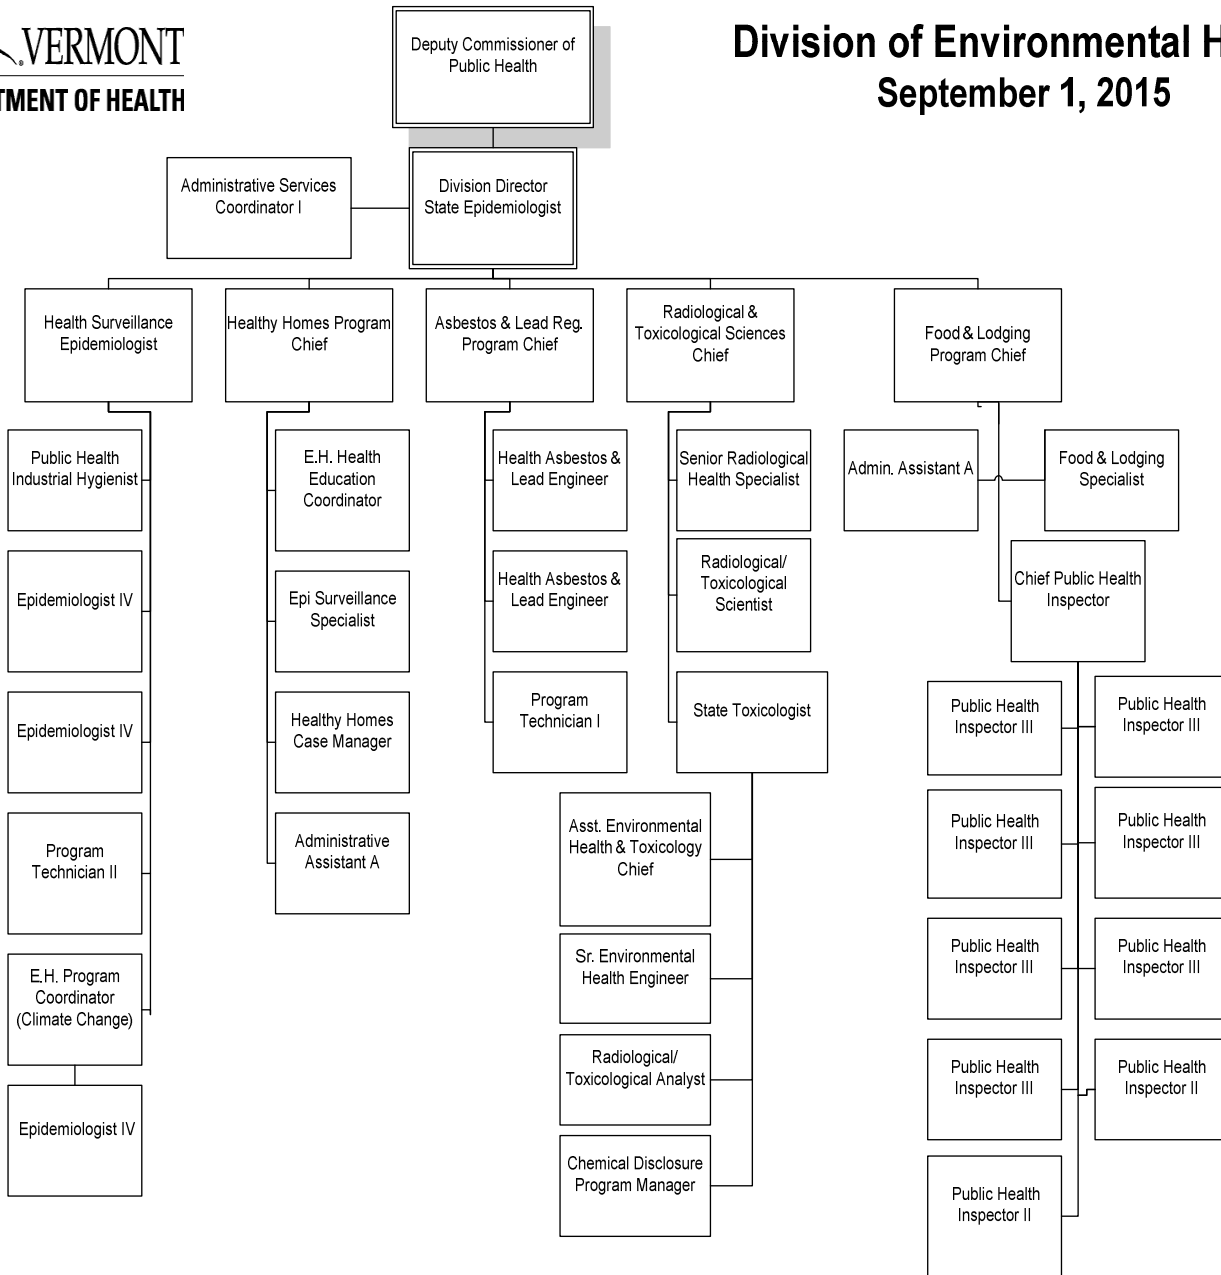 VERMONT
TMENT OF HEALTH
Division of Environmental H
September 1, 2015
Deputy Commissioner of
Public Health
Administrative Services
Coordinator I
Division Director
State Epidemiologist
Health Surveillance
Epidemiologist
Healthy Homes Program
Chief
Asbestos & Lead Reg.
Program Chief
Radiological &
Toxicological Sciences
Chief
Food & Lodging
Program Chief
Public Health
Industrial Hygienist
Epidemiologist IV
Epidemiologist IV
Program
Technician II
E.H. Program
Coordinator
(Climate Change)
Epidemiologist IV
E.H. Health
Education
Coordinator
Epi Surveillance
Specialist
Healthy Homes
Case Manager
Administrative
Assistant A
Health Asbestos &
Lead Engineer
Health Asbestos &
Lead Engineer
Program
Technician I
Senior Radiological
Health Specialist
Radiological/
Toxicological
Scientist
State Toxicologist
Asst. Environmental
Health & Toxicology
Chief
Sr. Environmental
Health Engineer
Radiological/
Toxicological Analyst
Chemical Disclosure
Program Manager
Admin. Assistant A
Food & Lodging
Specialist
Chief Public Health
Inspector
Public Health
Inspector III
Public Health
Inspector III
Public Health
Inspector III
Public Health
Inspector III
Public Health
Inspector III
Public Health
Inspector III
Public Health
Inspector III
Public Health
Inspector II
Public Health
Inspector II